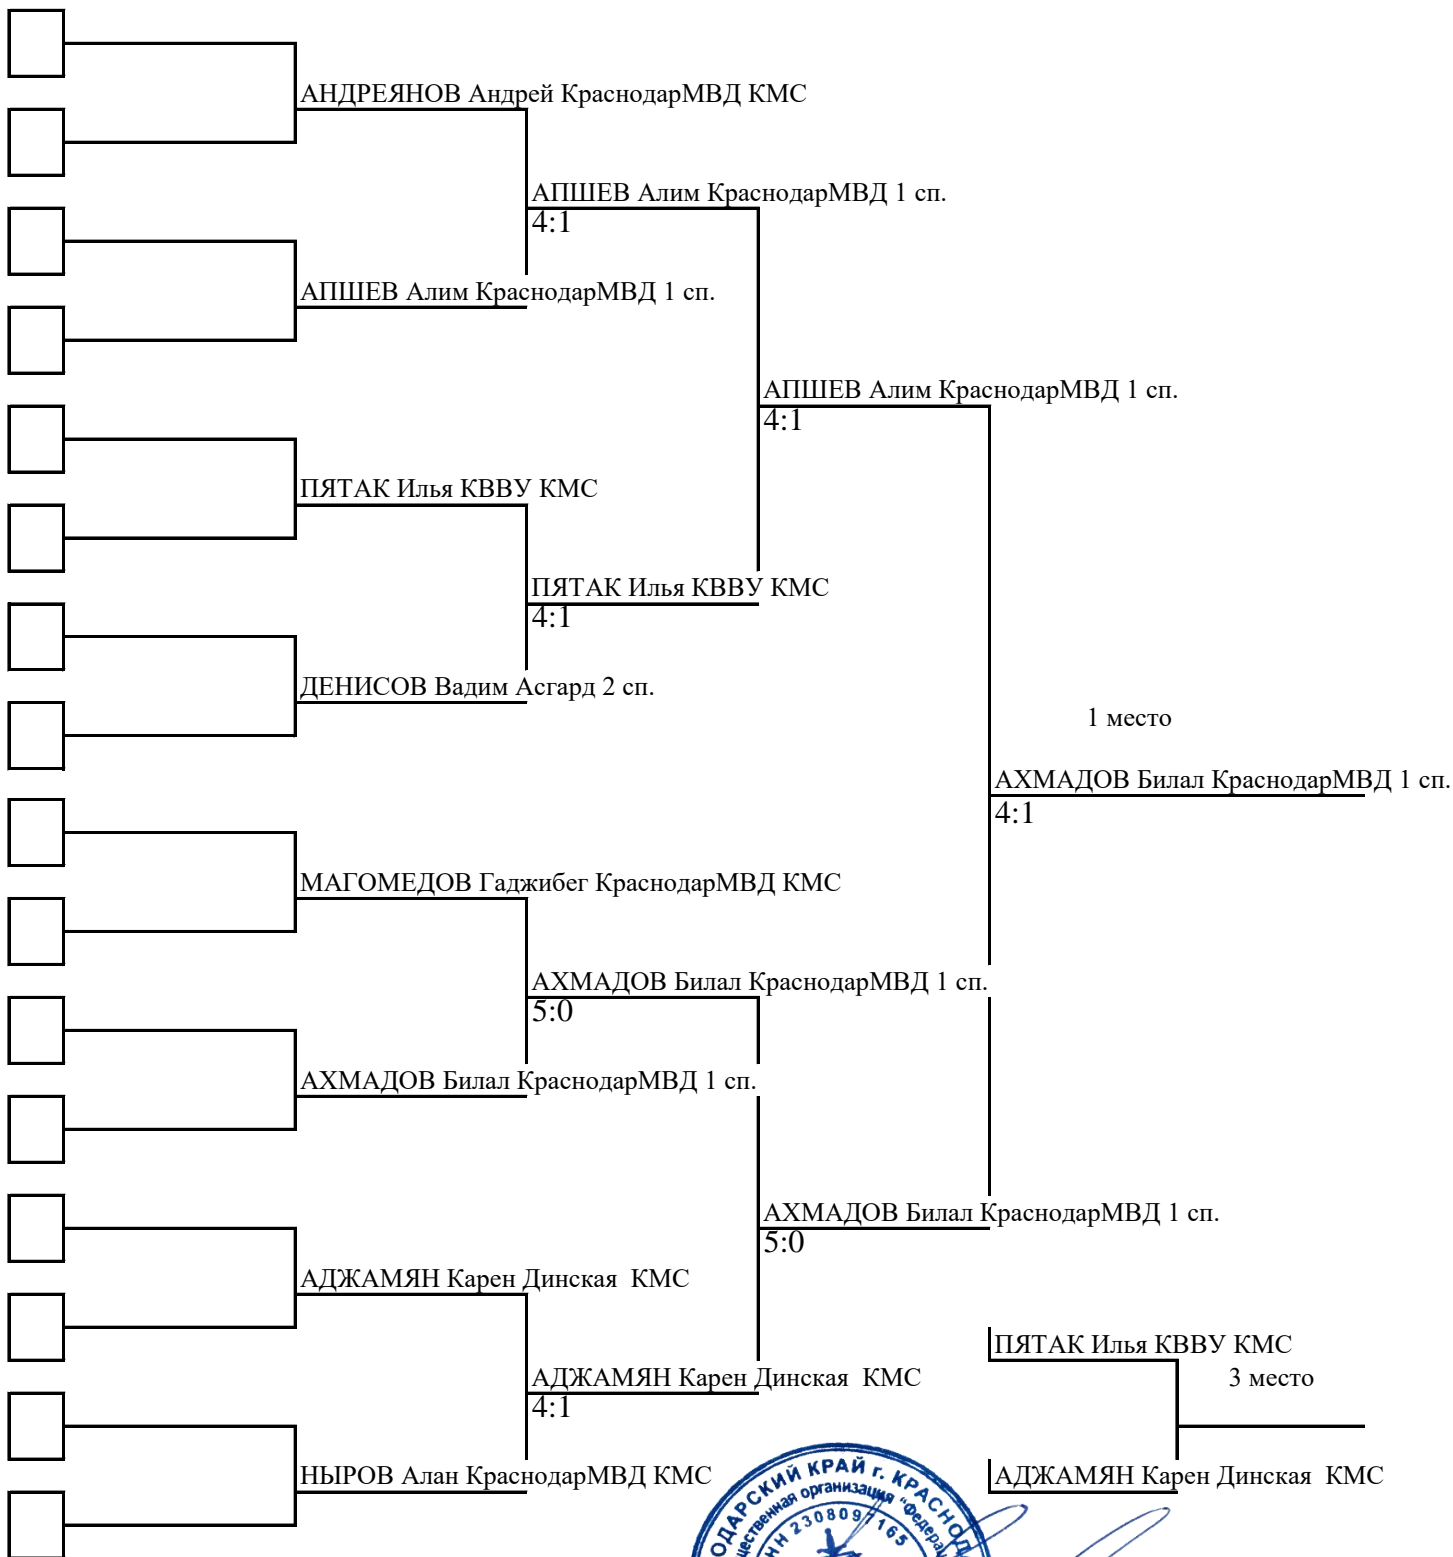 АНДРЕЯНОВ Андрей КраснодарМВД КМС
АПШЕВ Алим КраснодарМВД 1 сп.
4:1
АПШЕВ Алим КраснодарМВД 1 сп.
АПШЕВ Алим КраснодарМВД 1 сп.
4:1
ПЯТАК Илья КВВУ КМС
ПЯТАК Илья КВВУ КМС
4:1
ДЕНИСОВ Вадим Асгард 2 сп.
1 место
АХМАДОВ Билал КраснодарМВД 1 сп.
4:1
МАГОМЕДОВ Гаджибег КраснодарМВД КМС
АХМАДОВ Билал КраснодарМВД 1 сп.
5:0
АХМАДОВ Билал КраснодарМВД 1 сп.
АХМАДОВ Билал КраснодарМВД 1 сп.
5:0
АДЖАМЯН Карен Динская  КМС
ПЯТАК Илья КВВУ КМС
АДЖАМЯН Карен Динская  КМС
3 место
4:1
НЫРОВ Алан КраснодарМВД КМС
АДЖАМЯН Карен Динская  КМС
КРАЙ г.
организация
2308097165